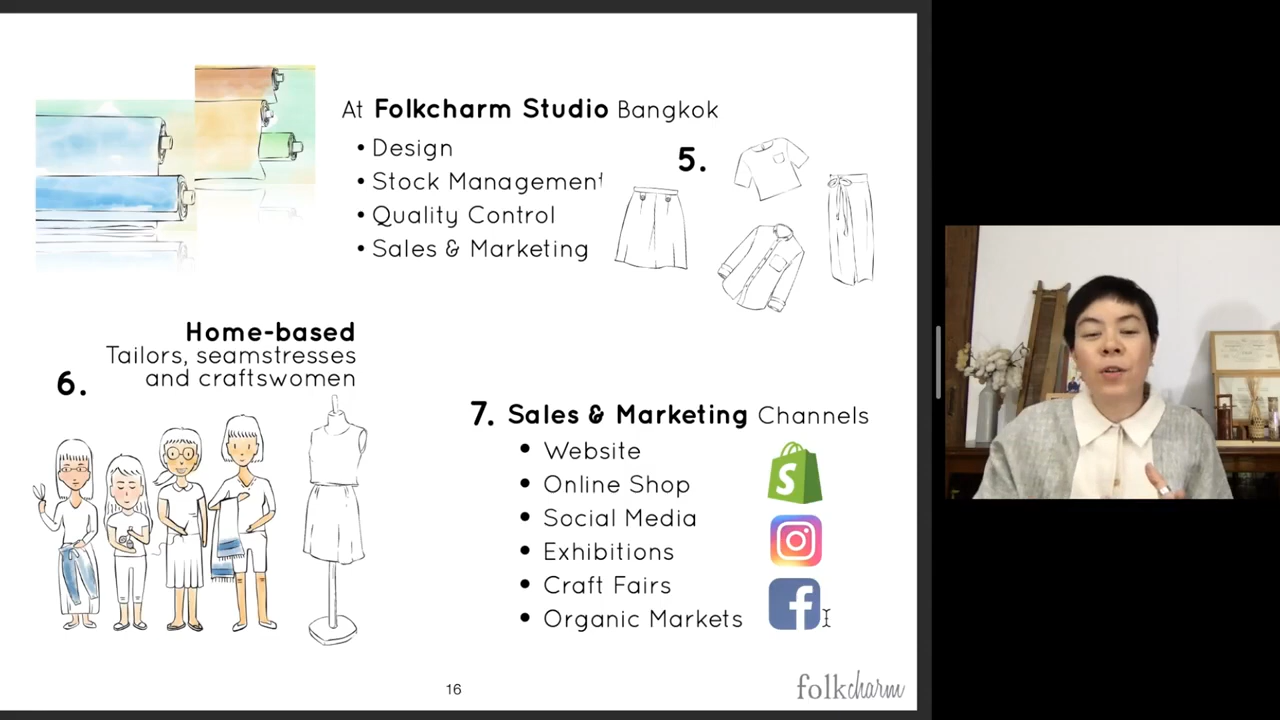 At Folkcharm Studio Bangkok
• Design
• Stock Management
• Quality Control
• Sales & Marketing
5.
Home-based
Tailors, seamstresses
and craftswomen
6.
7. Sales & Marketing Channels
• Website
• Online Shop
• Social Media
• Exhibitions
• Craft Fairs
• Organic Markets
16
folkcharm